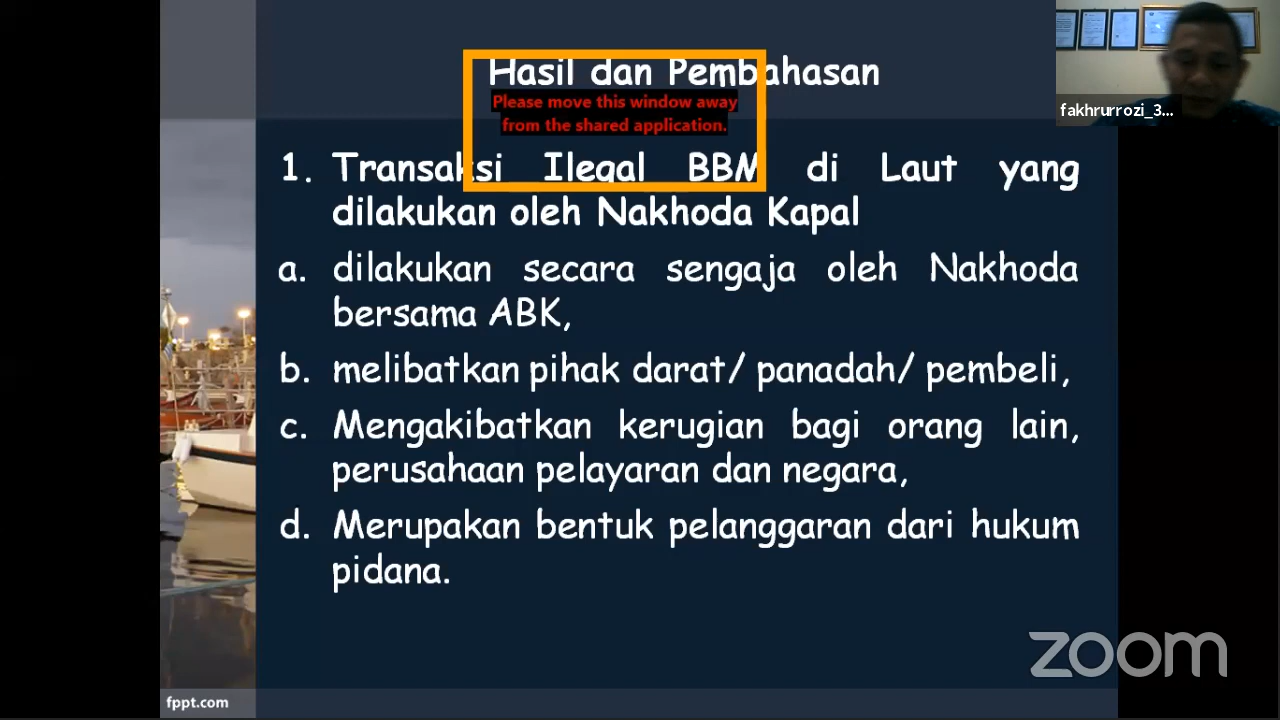 Hasil dan Pembahasan
Please move this window away
from the shared application.
fakhrurrozi_3...
1. Transaksi Ilegal BBM di Laut yang
dilakukan oleh Nakhoda Kapal
a. dilakukan secara sengaja oleh Nakhoda
bersama ABK,
b. melibatkan pihak darat/ panadah/ pembeli,
c. Mengakibatkan kerugian bagi orang lain,
perusahaan pelayaran dan negara,
d. Merupakan bentuk pelanggaran dari hukum
pidana.
zoom
fppt.com